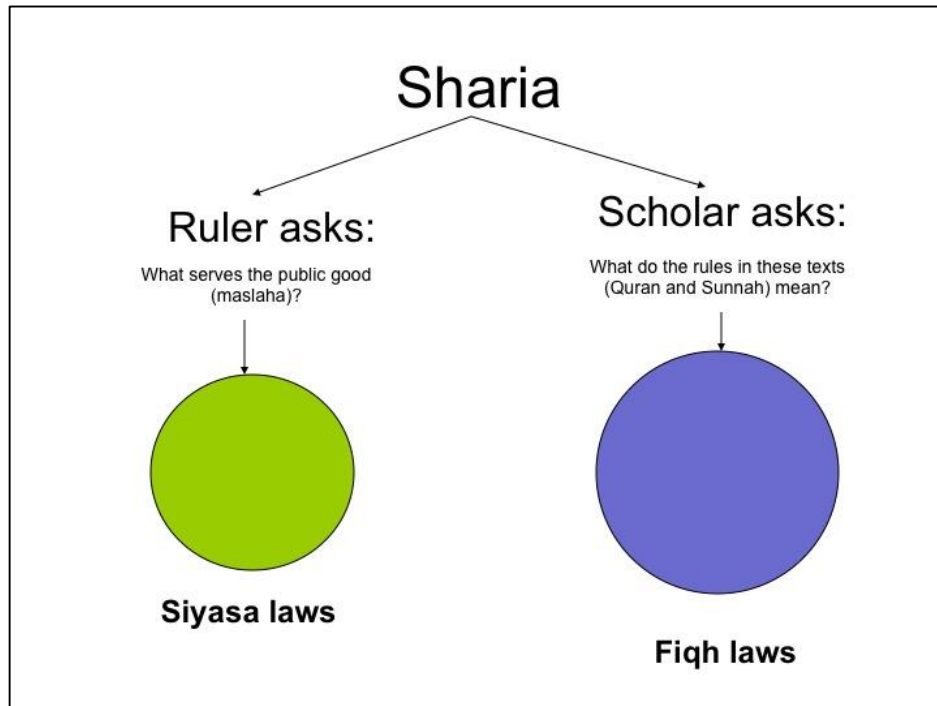 Sharia
Ruler asks:
What serves the public good
(maslaha)?
Siyasa laws
Scholar asks:
What do the rules in these texts
(Quran and Sunnah) mean?
Fiqh laws